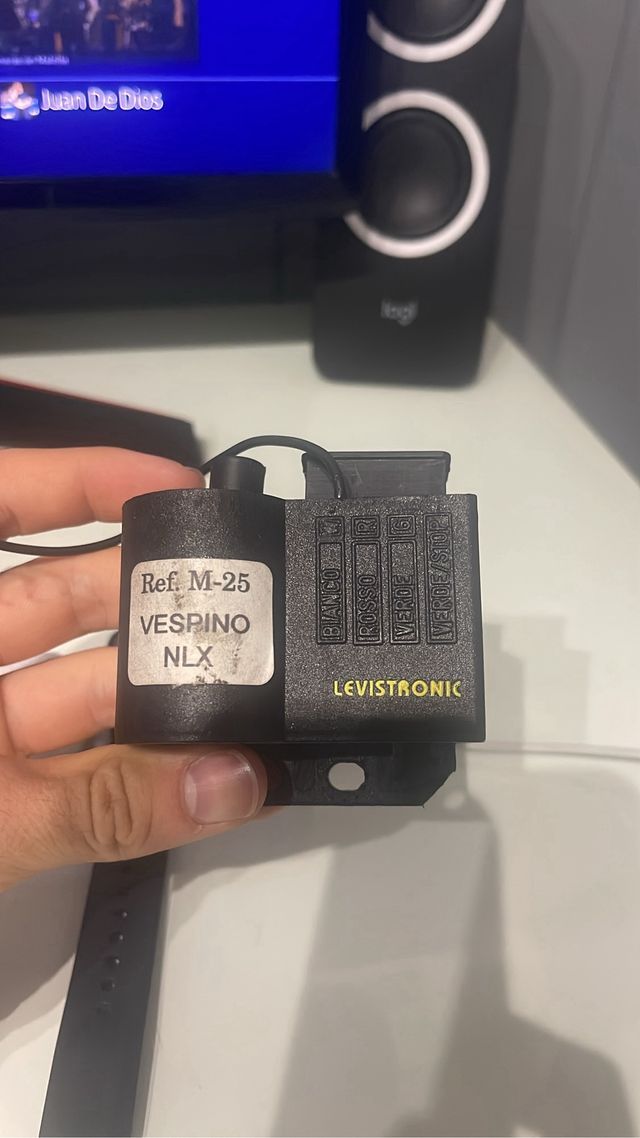 Juan De Dios
logi
Ref. M-25
VESPINO
NLX
BIANCO
ROSSO R
VERDE G
VERDE/STOP
LEVISTRONIC